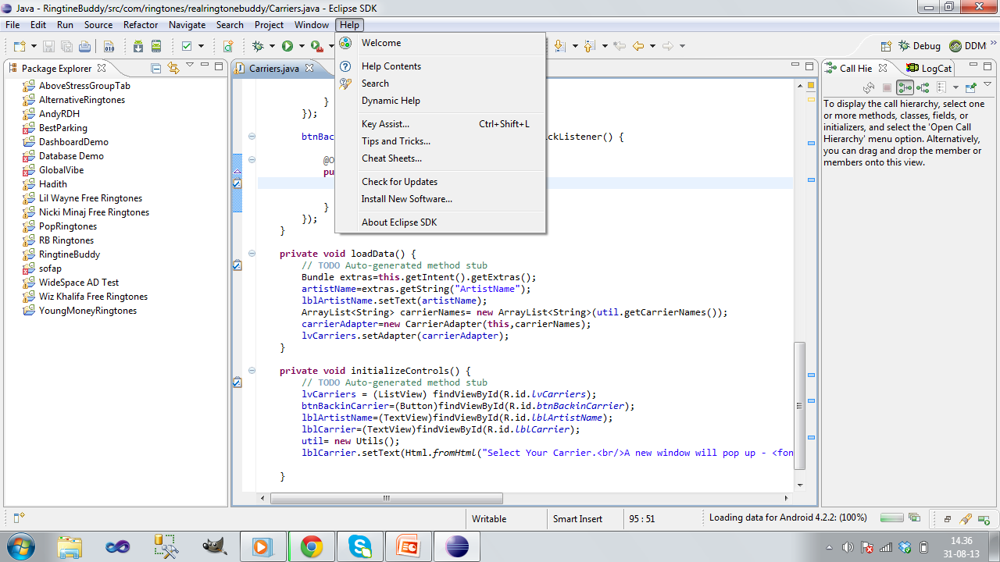 Java - RingtineBuddy/src/com/ringtones/realringtonebuddy/Carriers.java - Eclipse SDK
File Edit Run Source Refactor Navigate Search Project Window Help
Debug DDM
Package Explorer
AboveStressGroupTab
AlternativeRingtones
AndyRDH
BestParking
DashboardDemo
Database Demo
GlobalVibe
Hadith
Lil Wayne Free Ringtones
Nicki Minaj Free Ringtones
PopRingtones
RB Ringtones
RingtineBuddy
sofap
WideSpace AD Test
Wiz Khalifa Free Ringtones
YoungMoneyRingtones
Welcome
Help Contents
Search
Dynamic Help
Key Assist... Ctrl+Shift+L
Tips and Tricks...
Cheat Sheets...
Check for Updates
Install New Software...
About Eclipse SDK
Carriers.java
}
});
btnBac ckListener() {
@O
pu
}
});
}
private void loadData() {
// TODO Auto-generated method stub
Bundle extras=this.getIntent().getExtras();
artistName=extras.getString("ArtistName");
lblArtistName.setText(artistName);
ArrayList<String> carrierNames= new ArrayList<String>(util.getCarrierNames());
carrierAdapter=new CarrierAdapter(this,carrierNames);
lvCarriers.setAdapter(carrierAdapter);
}
private void initializeControls() {
// TODO Auto-generated method stub
lvCarriers = (ListView) findViewById(R.id.lvCarriers);
btnBackinCarrier=(Button)findViewById(R.id.btnBackinCarrier);
lblArtistName=(TextView)findViewById(R.id.lblArtistName);
lblCarrier=(TextView)findViewById(R.id.lblCarrier);
util= new Utils();
lblCarrier.setText(Html.fromHtml("Select Your Carrier.<br/>A new window will pop up - <fon
}
Call Hie LogCat
To display the call hierarchy, select one
or more methods, classes, fields, or
initializers, and select the 'Open Call
Hierarchy' menu option. Alternatively,
you can drag and drop the member or
members onto this view.
Writable Smart Insert 95 : 51 Loading data for Android 4.2.2: (100%)
14.36
31-08-13